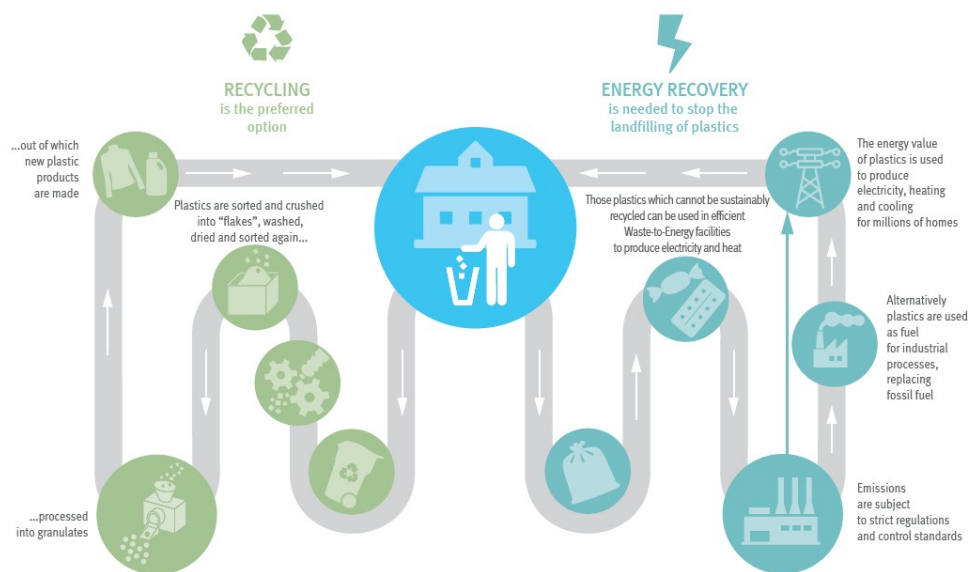 RECYCLING
is the preferred
option
ENERGY RECOVERY
is needed to stop the
landfilling of plastics
...out of which
new plastic
products
are made
Plastics are sorted and crushed
into “flakes”, washed,
dried and sorted again...
...processed
into granulates
Those plastics which cannot be sustainably
recycled can be used in efficient
Waste-to-Energy facilities
to produce electricity and heat
The energy value
of plastics is used
to produce
electricity, heating
and cooling
for millions of homes
Alternatively
plastics are used
as fuel
for industrial
processes,
replacing
fossil fuel
Emissions
are subject
to strict regulations
and control standards